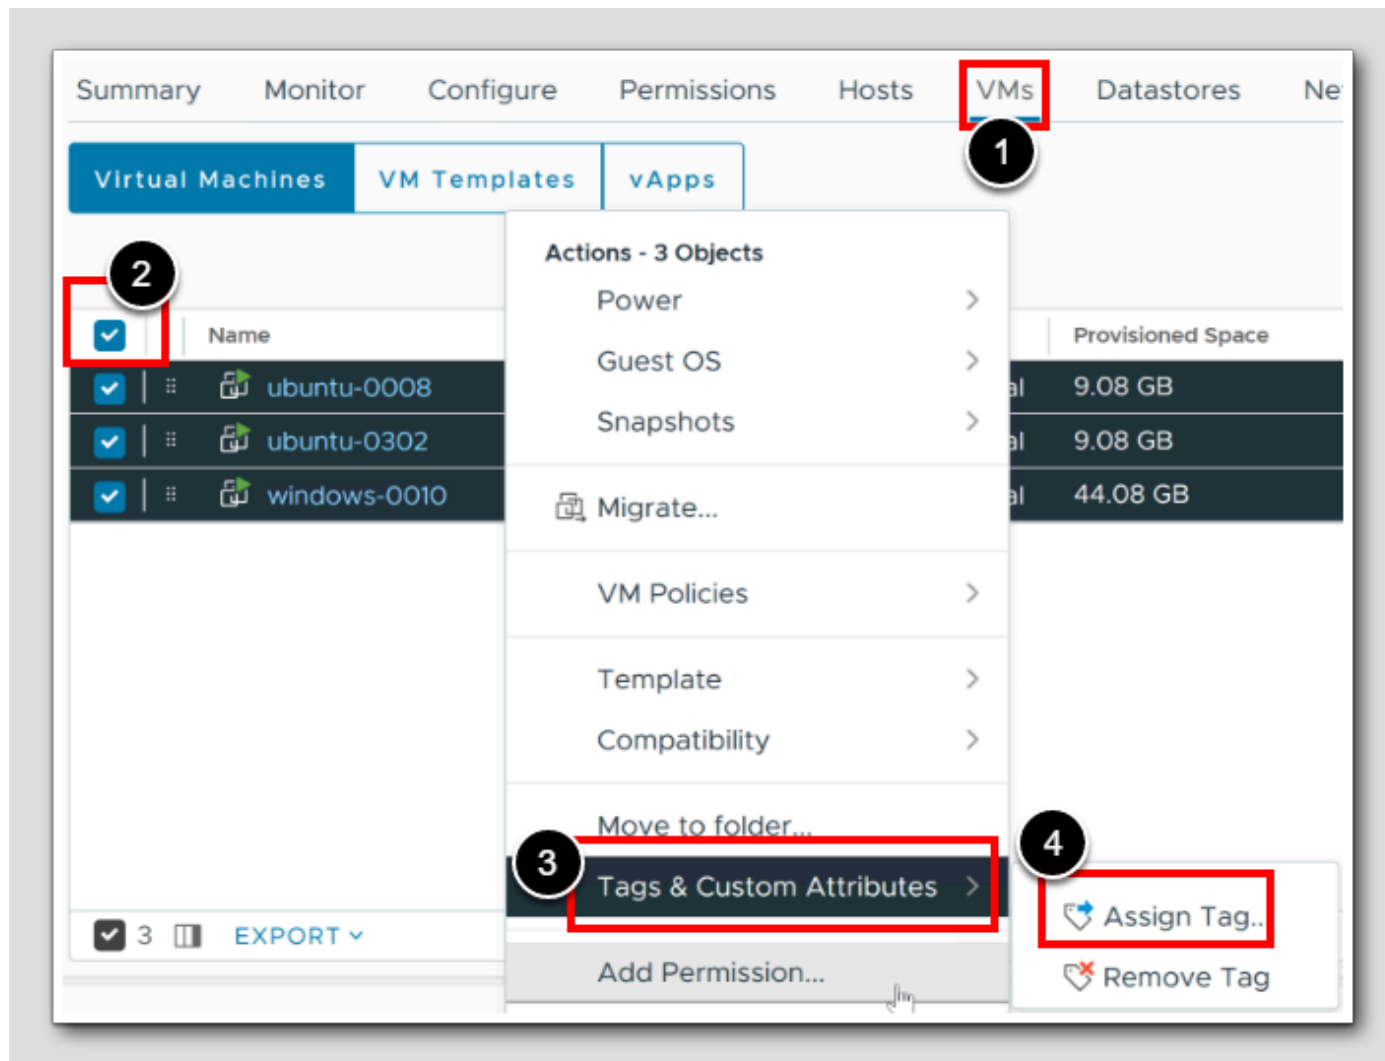 Summary Monitor Configure Permissions Hosts VMs Datastores Ne
1
Virtual Machines VM Templates vApps
2
Actions - 3 Objects
Power
Name Provisioned Space
Guest OS
ubuntu-0008 al 9.08 GB
Snapshots
ubuntu-0302 al 9.08 GB
windows-0010 al 44.08 GB
Migrate...
VM Policies
Template
Compatibility
Move to folder...
3 4
Tags & Custom Attributes
Assign Tag...
3 EXPORT
Add Permission...
Remove Tag